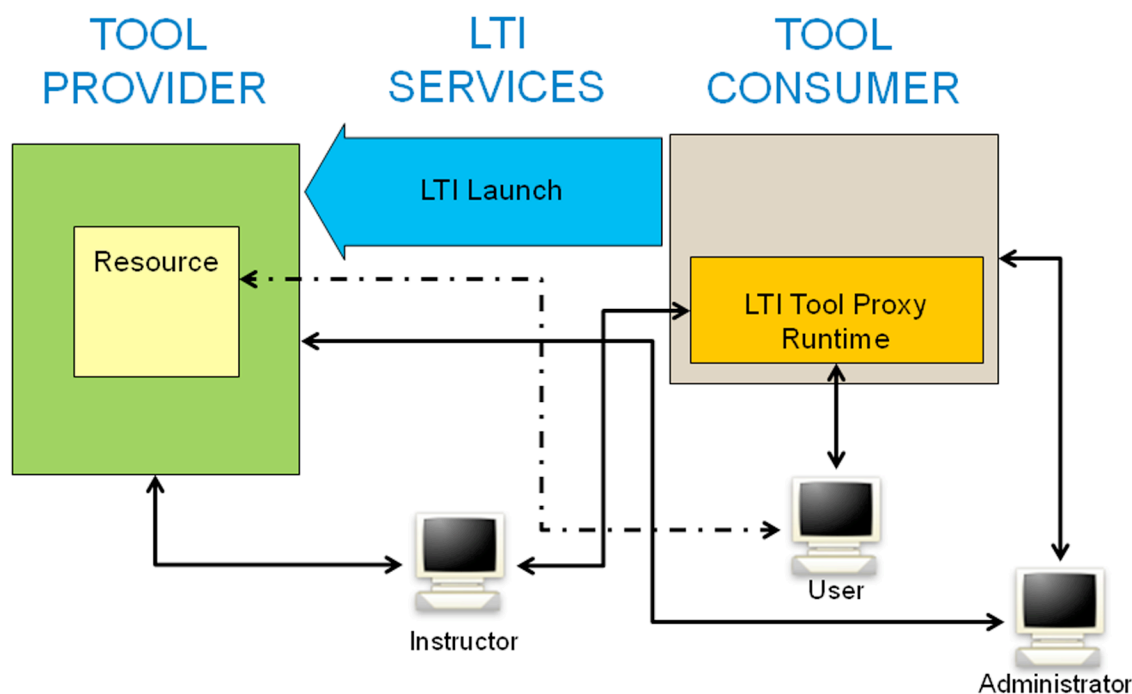 TOOL
PROVIDER
LTI
SERVICES
TOOL
CONSUMER
LTI Launch
Resource
LTI Tool Proxy
Runtime
User
Instructor
Administrator